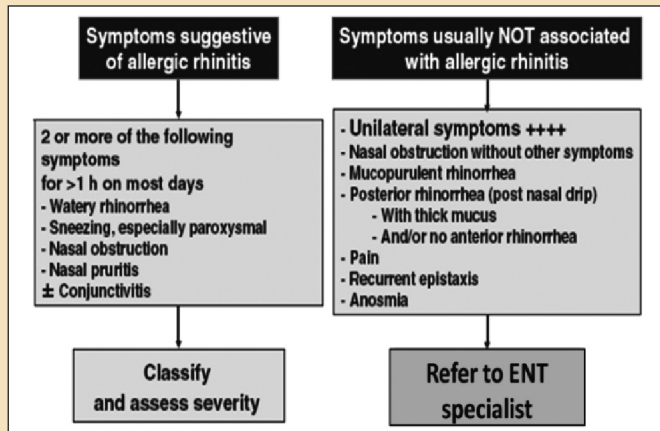 Symptoms suggestive
of allergic rhinitis
2 or more of the following
symptoms
for >1 h on most days
- Watery rhinorrhea
- Sneezing, especially paroxysmal
- Nasal obstruction
- Nasal pruritis
± Conjunctivitis
Classify
and assess severity
Symptoms usually NOT associated
with allergic rhinitis
- Unilateral symptoms ++++
- Nasal obstruction without other symptoms
- Mucopurulent rhinorrhea
- Posterior rhinorrhea (post nasal drip)
- With thick mucus
- And/or no anterior rhinorrhea
- Pain
- Recurrent epistaxis
- Anosmia
Refer to ENT
specialist